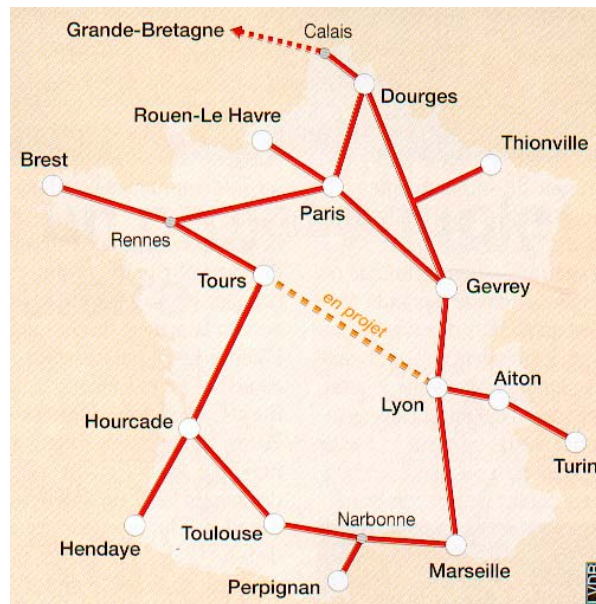 Grande-Bretagne
Calais
Dourges
Rouen-Le Havre
Thionville
Brest
Paris
Rennes
Tours
Gevrey
en projet
Aiton
Lyon
Hourcade
Turin
Narbonne
Toulouse
Hendaye
Marseille
Perpignan
LVDR